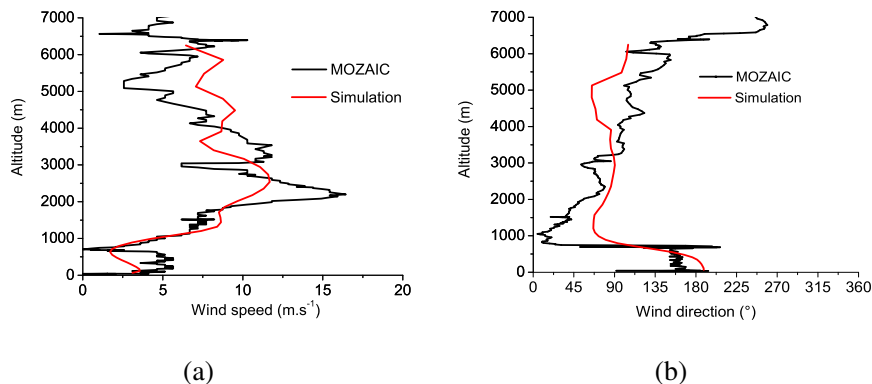 7000
6000
5000
4000
3000
2000
1000
0
Altitude (m)
MOZAIC
Simulation
0 5 10 15 20
Wind speed (m.s-1)
(a)
7000
6000
5000
4000
3000
2000
1000
0
Altitude (m)
MOZAIC
Simulation
0 45 90 135 180 225 270 315 360
Wind direction (°)
(b)